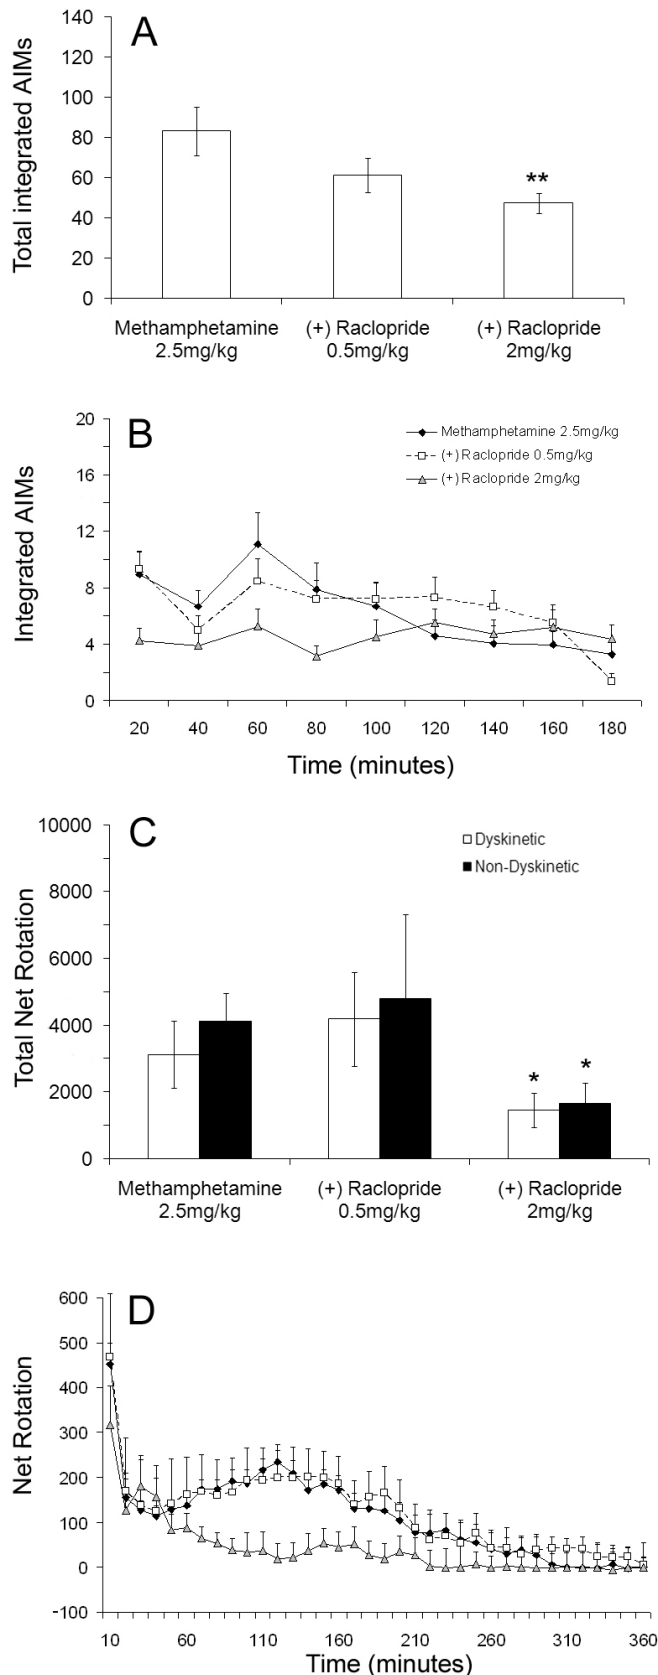 A
Total integrated AIMs
140
120
100
80
60
40
20
0
**
Methamphetamine
2.5mg/kg
(+) Raclopride
0.5mg/kg
(+) Raclopride
2mg/kg
B
Integrated AIMs
20
16
12
8
4
0
Methamphetamine 2.5mg/kg
(+) Raclopride 0.5mg/kg
(+) Raclopride 2mg/kg
20 40 60 80 100 120 140 160 180
Time (minutes)
C
Total Net Rotation
10000
8000
6000
4000
2000
0
Dyskinetic
Non-Dyskinetic
* *
Methamphetamine
2.5mg/kg
(+) Raclopride
0.5mg/kg
(+) Raclopride
2mg/kg
D
Net Rotation
600
500
400
300
200
100
0
-100
10 60 110 160 210 260 310 360
Time (minutes)